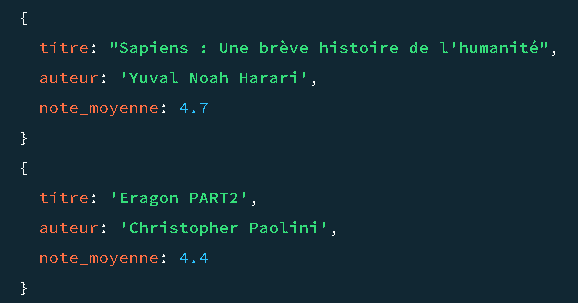 {
titre: "Sapiens : Une brève histoire de l'humanité",
auteur: 'Yuval Noah Harari',
note_moyenne: 4.7
}
{
titre: 'Eragon PART2',
auteur: 'Christopher Paolini',
note_moyenne: 4.4
}